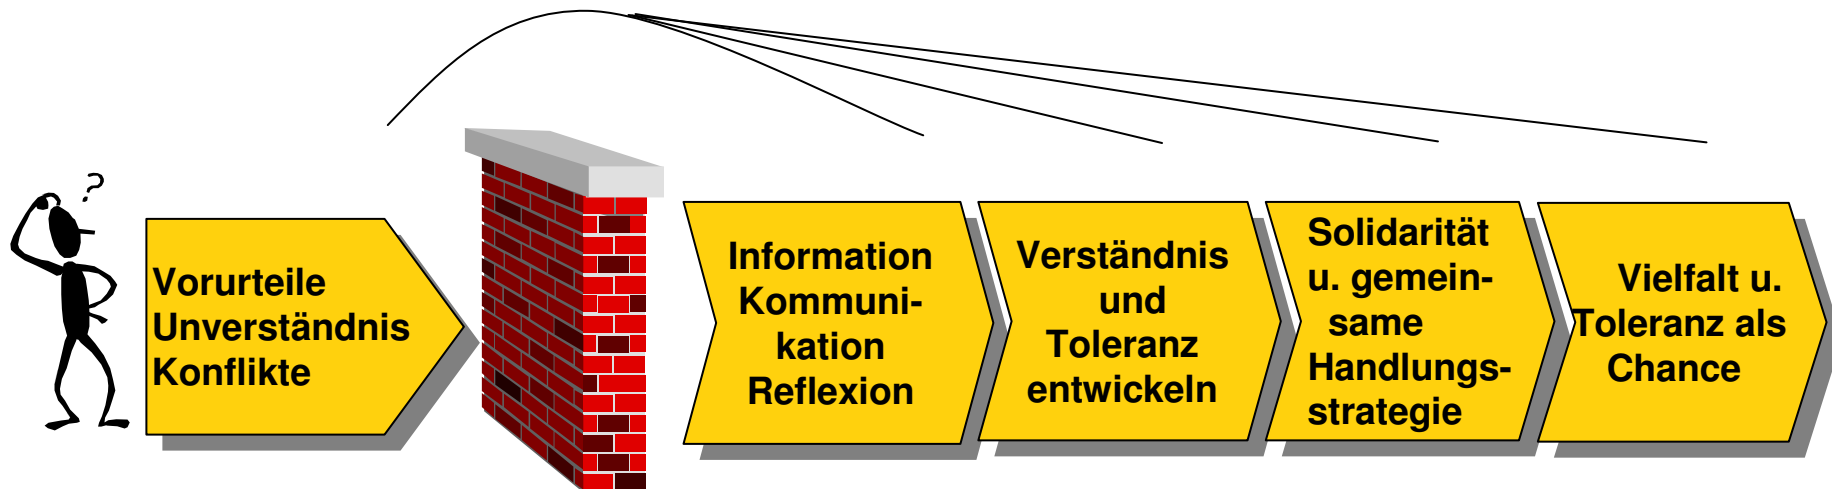 ?
Vorurteile
Unverständnis
Konflikte
Information
Kommuni-
kation
Reflexion
Verständnis
und
Toleranz
entwickeln
Solidarität
u. gemein-
same
Handlungs-
strategie
Vielfalt u.
Toleranz als
Chance